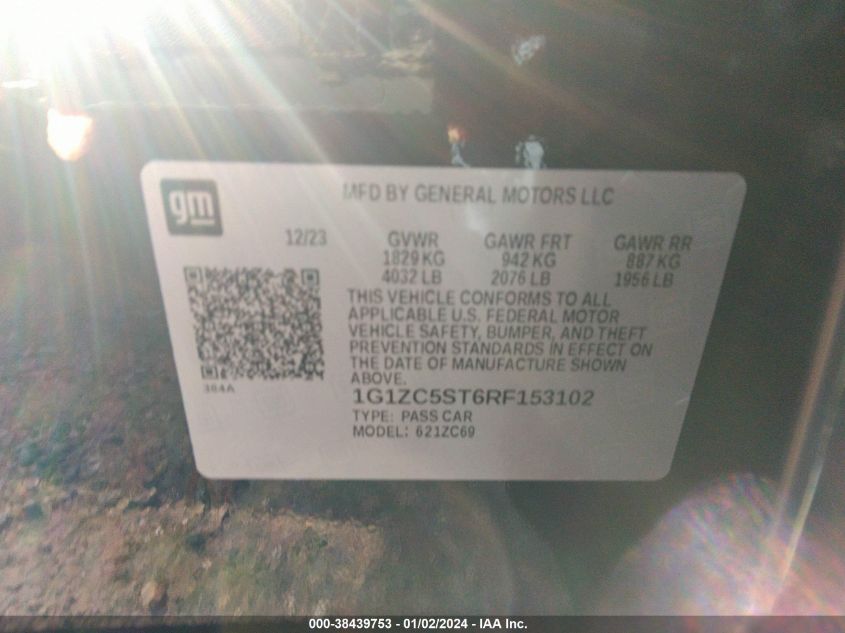 gm
MFD BY GENERAL MOTORS LLC
12/23
GVWR GAWR FRT GAWR RR
1829 KG 942 KG 887 KG
4032 LB 2076 LB 1956 LB
THIS VEHICLE CONFORMS TO ALL
APPLICABLE U.S. FEDERAL MOTOR
VEHICLE SAFETY, BUMPER, AND THEFT
PREVENTION STANDARDS IN EFFECT ON
THE DATE OF MANUFACTURE SHOWN
ABOVE.
384A
1G1ZC5ST6RF153102
TYPE: PASS CAR
MODEL: 621ZC69
000-38439753 - 01/02/2024 - IAA Inc.